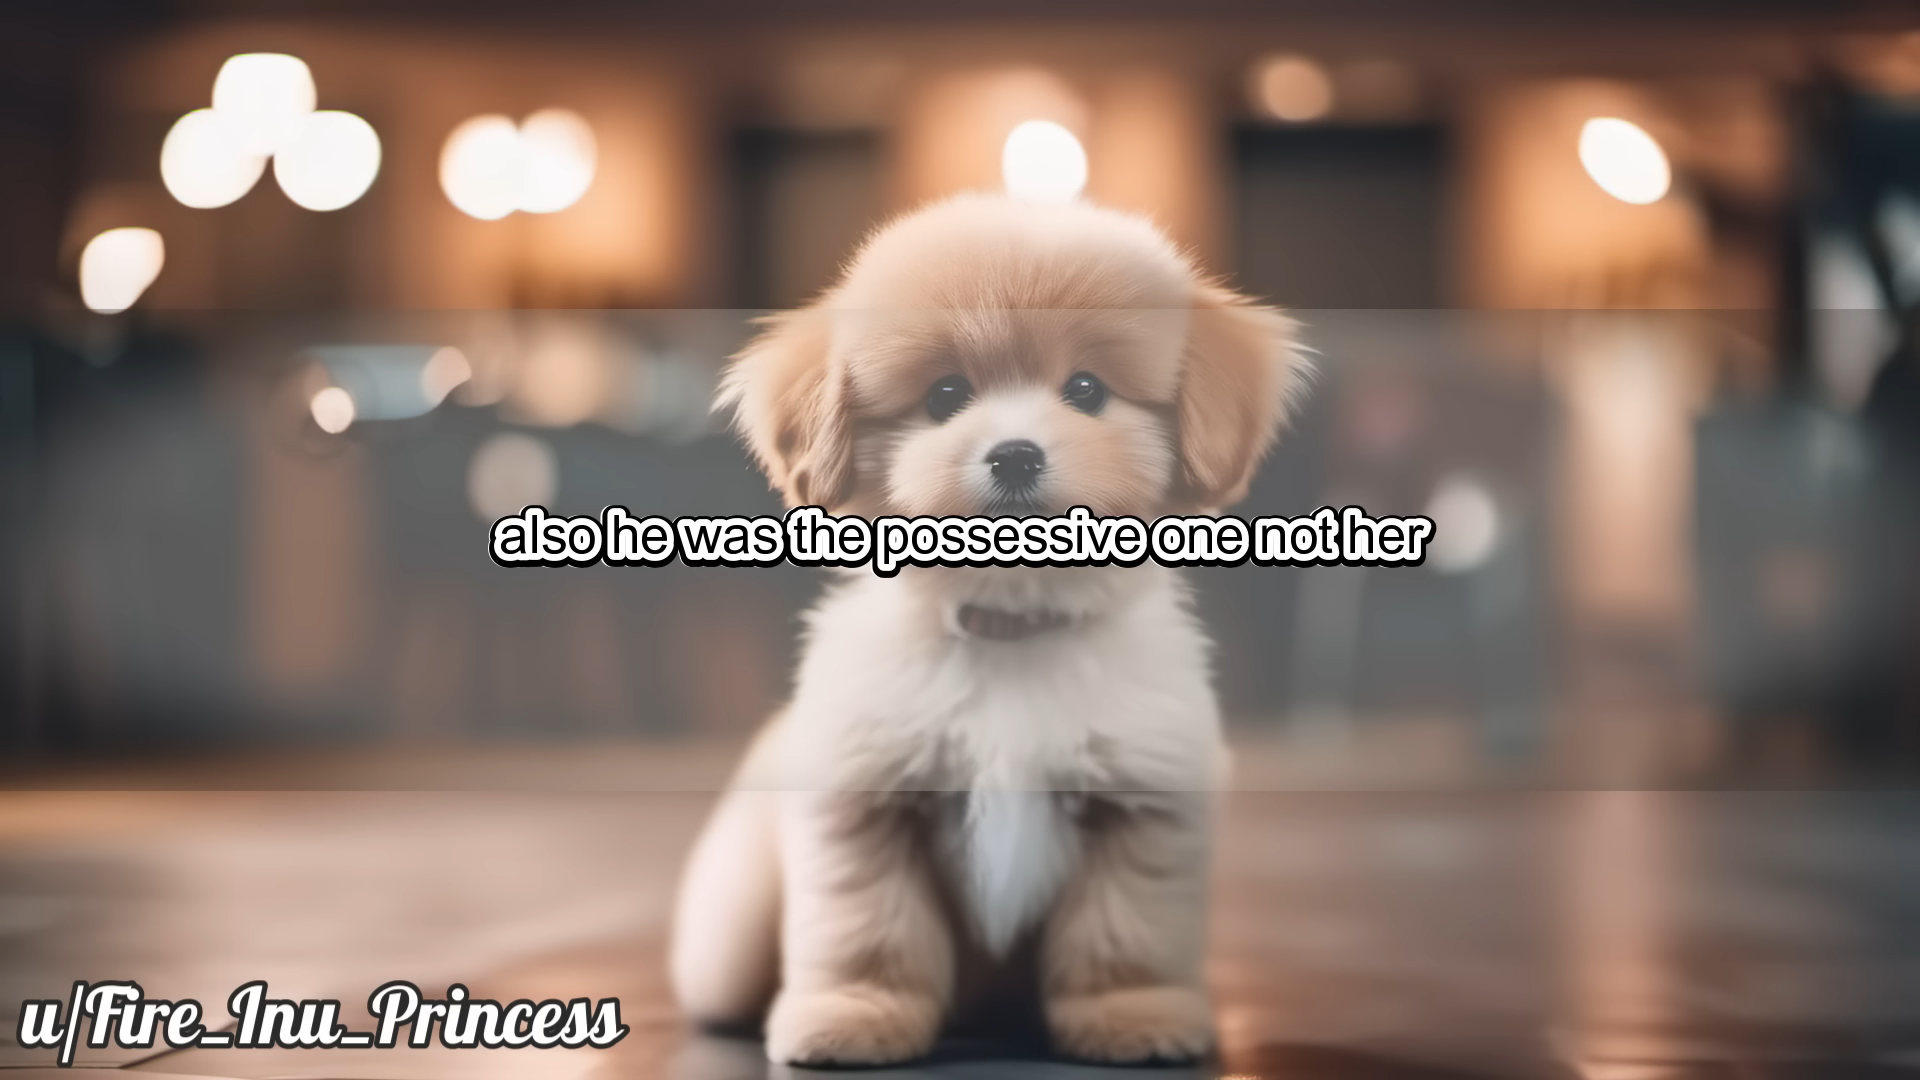 also he was the possessive one not her
u/Fire_Inu_Princess